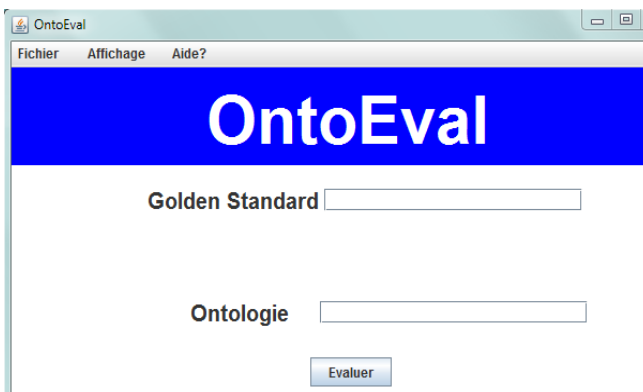 OntoEval
Fichier Affichage Aide?
OntoEval
Golden Standard
Ontologie
Evaluer